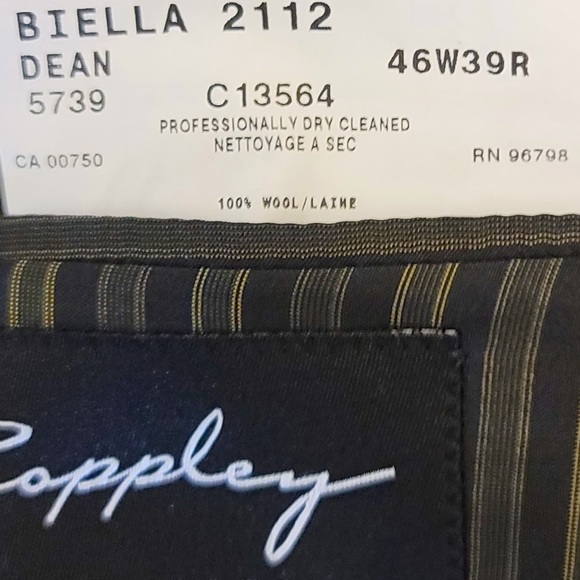 BIELLA 2112
DEAN 46W39R
5739 C13564
PROFESSIONALLY DRY CLEANED
NETTOYAGE A SEC
CA 00750 RN 96798
100% WOOL/LAINE
Coppley